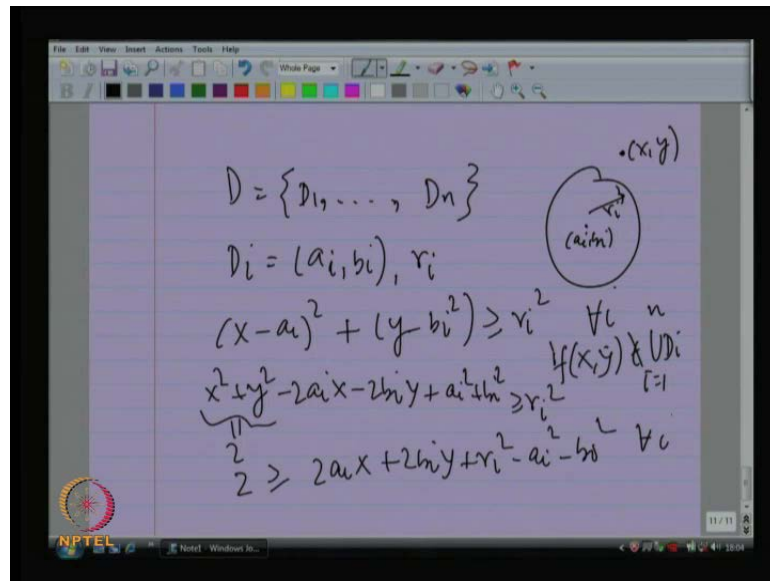 File Edit View Insert Actions Tools Help
Whole Page
D = {D1, ..., Dn}
.(x, y)
ri
(ai, bi)
Di = (ai, bi), ri
(x - ai)² + (y - bi²) ≥ ri² ∀i
if (x, y) ∉ ∪Di
n
i=1
x² + y² - 2aix - 2biy + ai² + bi² ≥ ri²
||
z
z ≥ 2aix + 2biy + ri² - ai² - bi² ∀i
11 / 11
NPTEL
Note1 - Windows Jo...
18:04